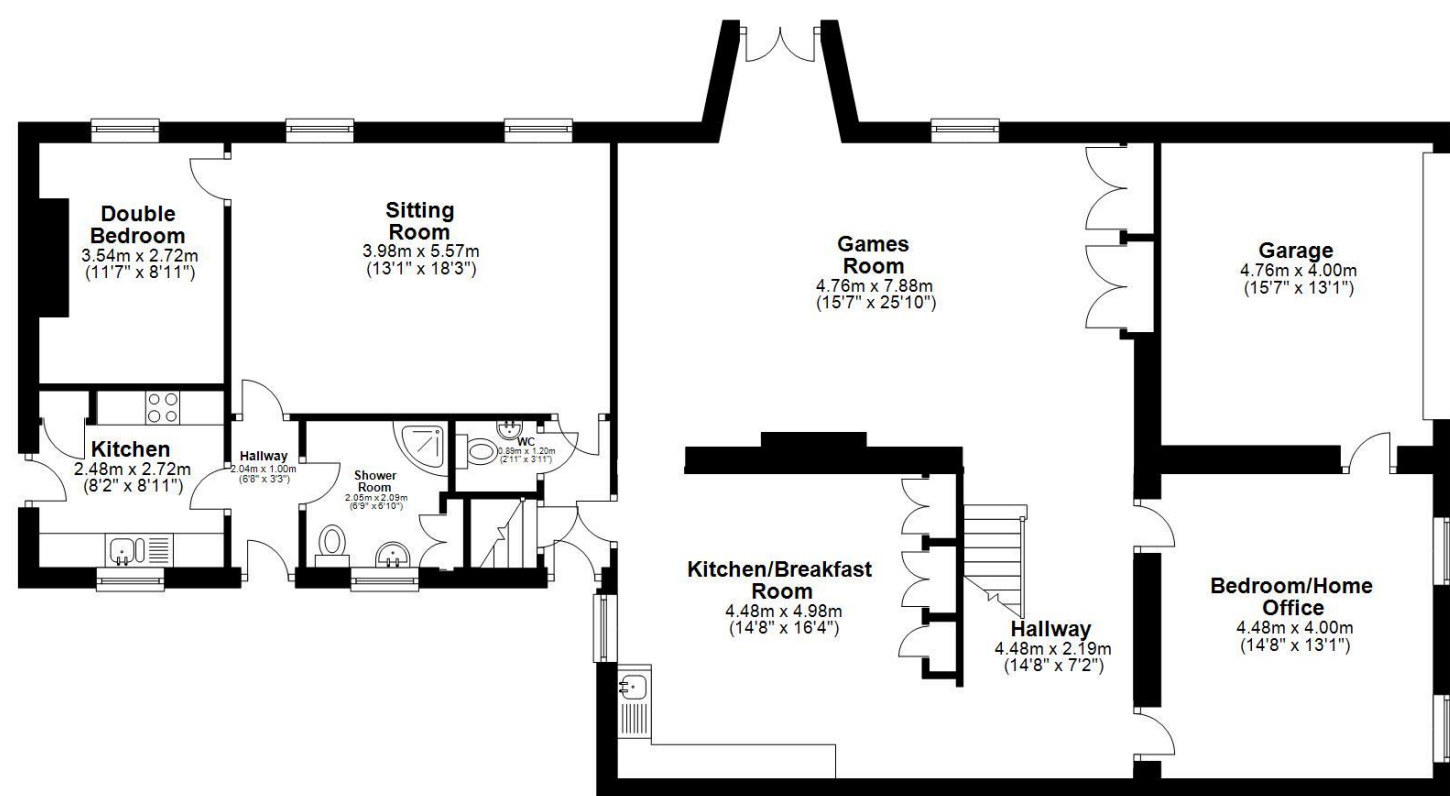 Double
Bedroom
3.54m x 2.72m
(11'7" x 8'11")
Sitting
Room
3.98m x 5.57m
(13'1" x 18'3")
Games
Room
4.76m x 7.88m
(15'7" x 25'10")
Garage
4.76m x 4.00m
(15'7" x 13'1")
Kitchen
2.48m x 2.72m
(8'2" x 8'11")
Hallway
2.04m x 1.00m
(6'8" x 3'3")
Shower
Room
2.05m x 2.09m
(6'9" x 6'10")
WC
0.89m x 1.20m
(2'11" x 3'11")
Kitchen/Breakfast
Room
4.48m x 4.98m
(14'8" x 16'4")
Hallway
4.48m x 2.19m
(14'8" x 7'2")
Bedroom/Home
Office
4.48m x 4.00m
(14'8" x 13'1")